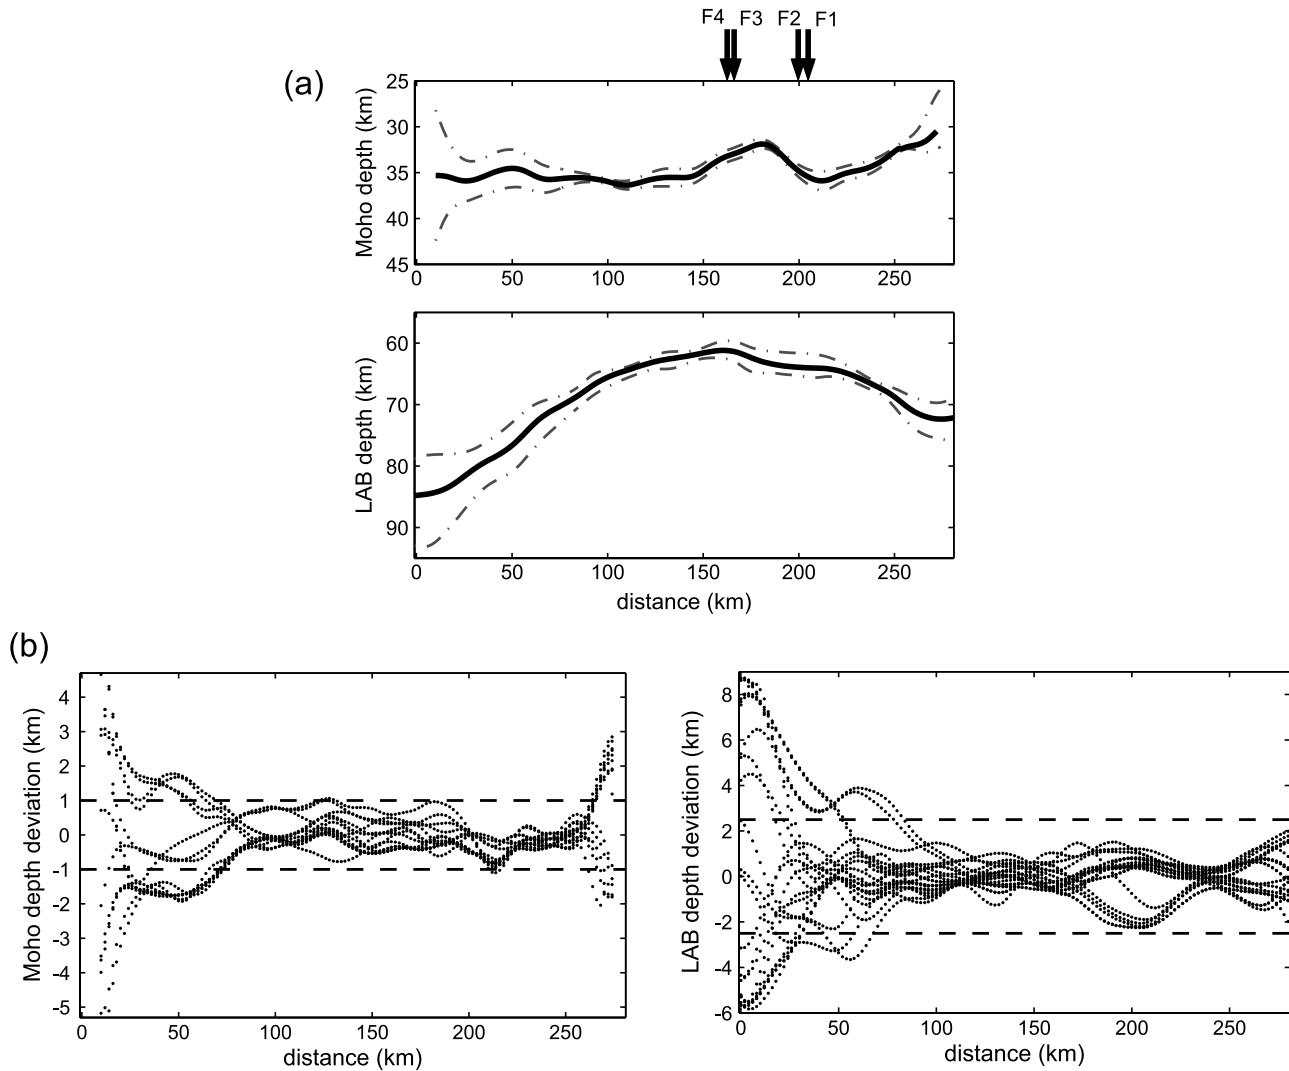 F4 F3 F2 F1
(a)
Moho depth (km)
25
30
35
40
45
0 50 100 150 200 250
LAB depth (km)
60
70
80
90
0 50 100 150 200 250
distance (km)
(b)
Moho depth deviation (km)
4
3
2
1
0
-1
-2
-3
-4
-5
0 50 100 150 200 250
distance (km)
LAB depth deviation (km)
8
6
4
2
0
-2
-4
-6
0 50 100 150 200 250
distance (km)